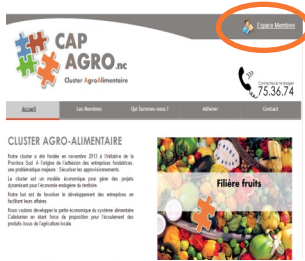 Espace Membres
CAP
AGRO.nc
Cluster AgroAlimentaire
Contactez le manager
75.36.74
Accueil
Les Membres
Qui Sommes-nous ?
Adhérer
Contact
CLUSTER AGRO-ALIMENTAIRE
Notre cluster a été fondée en novembre 2013 à l'initiative de la
Province Sud. A l'origine de l'adhésion des entreprises fondatrices,
une problématique majeure : Sécuriser les approvisionnements.
Le cluster est un modèle économique pour gérer des projets
dynamisant pour l'économie endogène du territoire.
Notre but est de favoriser le développement des entreprises en
facilitant leurs affaires.
Nous voulons développer la partie économique du système alimentaire
Calédonien en étant force de proposition pour l'écoulement des
produits issus de l'agriculture locale.
Filière fruits